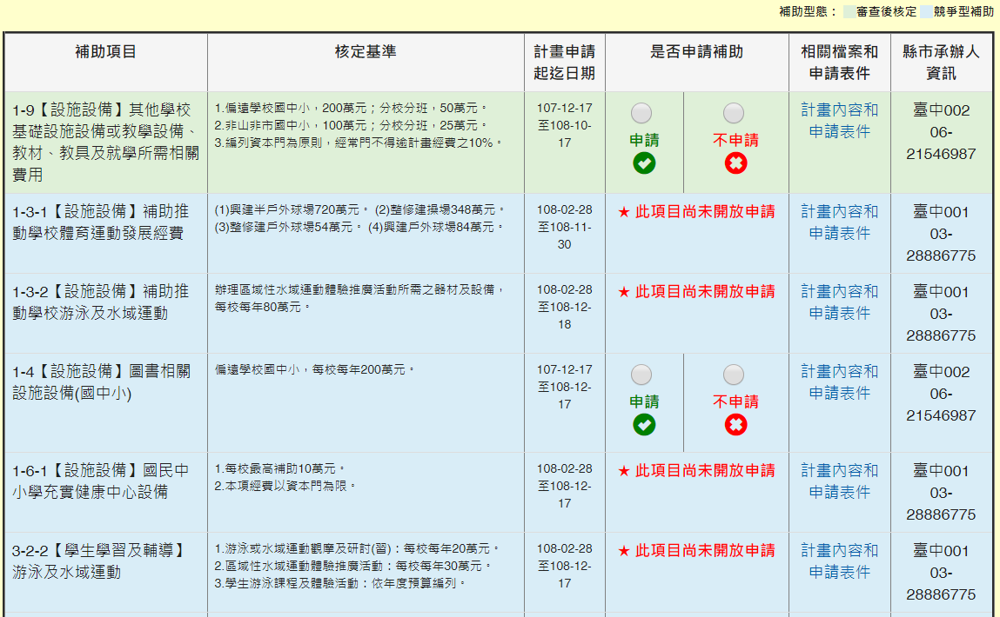 補助型態： 審查後核定 競爭型補助
補助項目
核定基準
計畫申請
起迄日期
是否申請補助
相關檔案和
申請表件
縣市承辦人
資訊
1-9【設施設備】其他學校
基礎設施設備或教學設備、
教材、教具及就學所需相關
費用
1.偏遠學校國中小，200萬元；分校分班，50萬元。
2.非山非市國中小，100萬元；分校分班，25萬元。
3.編列資本門為原則，經常門不得逾計畫經費之10%。
107-12-17
至108-10-
17
申請
不申請
計畫內容和
申請表件
臺中002
06-
21546987
1-3-1【設施設備】補助推
動學校體育運動發展經費
(1)興建半戶外球場720萬元。 (2)整修建操場348萬元。
(3)整修建戶外球場54萬元。 (4)興建戶外球場84萬元。
108-02-28
至108-11-
30
★ 此項目尚未開放申請
計畫內容和
申請表件
臺中001
03-
28886775
1-3-2【設施設備】補助推
動學校游泳及水域運動
辦理區域性水域運動體驗推廣活動所需之器材及設備，
每校每年80萬元。
108-02-28
至108-12-
18
★ 此項目尚未開放申請
計畫內容和
申請表件
臺中001
03-
28886775
1-4【設施設備】圖書相關
設施設備(國中小)
偏遠學校國中小，每校每年200萬元。
107-12-17
至108-12-
17
申請
不申請
計畫內容和
申請表件
臺中002
06-
21546987
1-6-1【設施設備】國民中
小學充實健康中心設備
1.每校最高補助10萬元。
2.本項經費以資本門為限。
108-02-28
至108-12-
17
★ 此項目尚未開放申請
計畫內容和
申請表件
臺中001
03-
28886775
3-2-2【學生學習及輔導】
游泳及水域運動
1.游泳或水域運動觀摩及研討(習)：每校每年20萬元。
2.區域性水域運動體驗推廣活動：每校每年30萬元。
3.學生游泳課程及體驗活動：依年度預算編列。
108-02-28
至108-12-
17
★ 此項目尚未開放申請
計畫內容和
申請表件
臺中001
03-
28886775